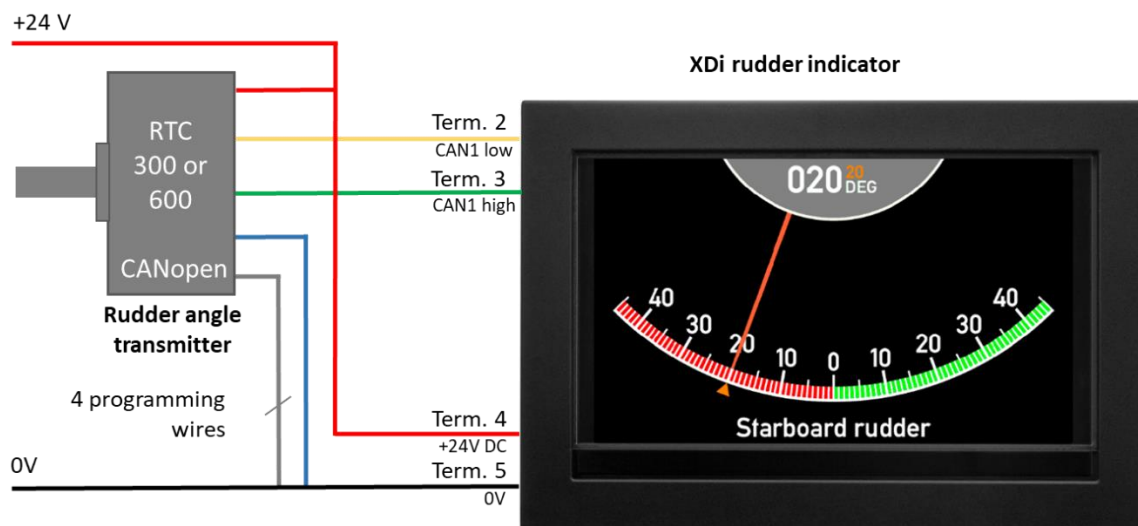 +24 V
XDi rudder indicator
RTC
300 or
600
CANopen
Rudder angle
transmitter
4 programming
wires
0V
Term. 2
CAN1 low
Term. 3
CAN1 high
Term. 4
+24V DC
Term. 5
0V
020 20
DEG
40 30 20 10 0 10 20 30 40
Starboard rudder